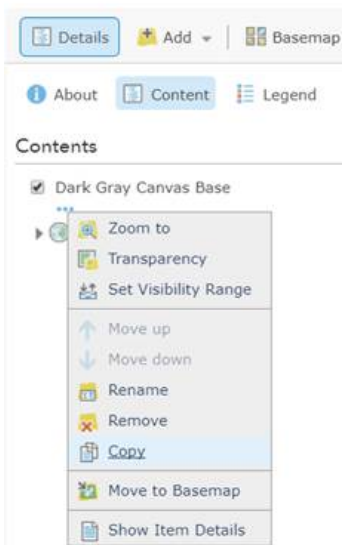 Details Add Basemap
About Content Legend
Contents
Dark Gray Canvas Base
Zoom to
Transparency
Set Visibility Range
Move up
Move down
Rename
Remove
Copy
Move to Basemap
Show Item Details